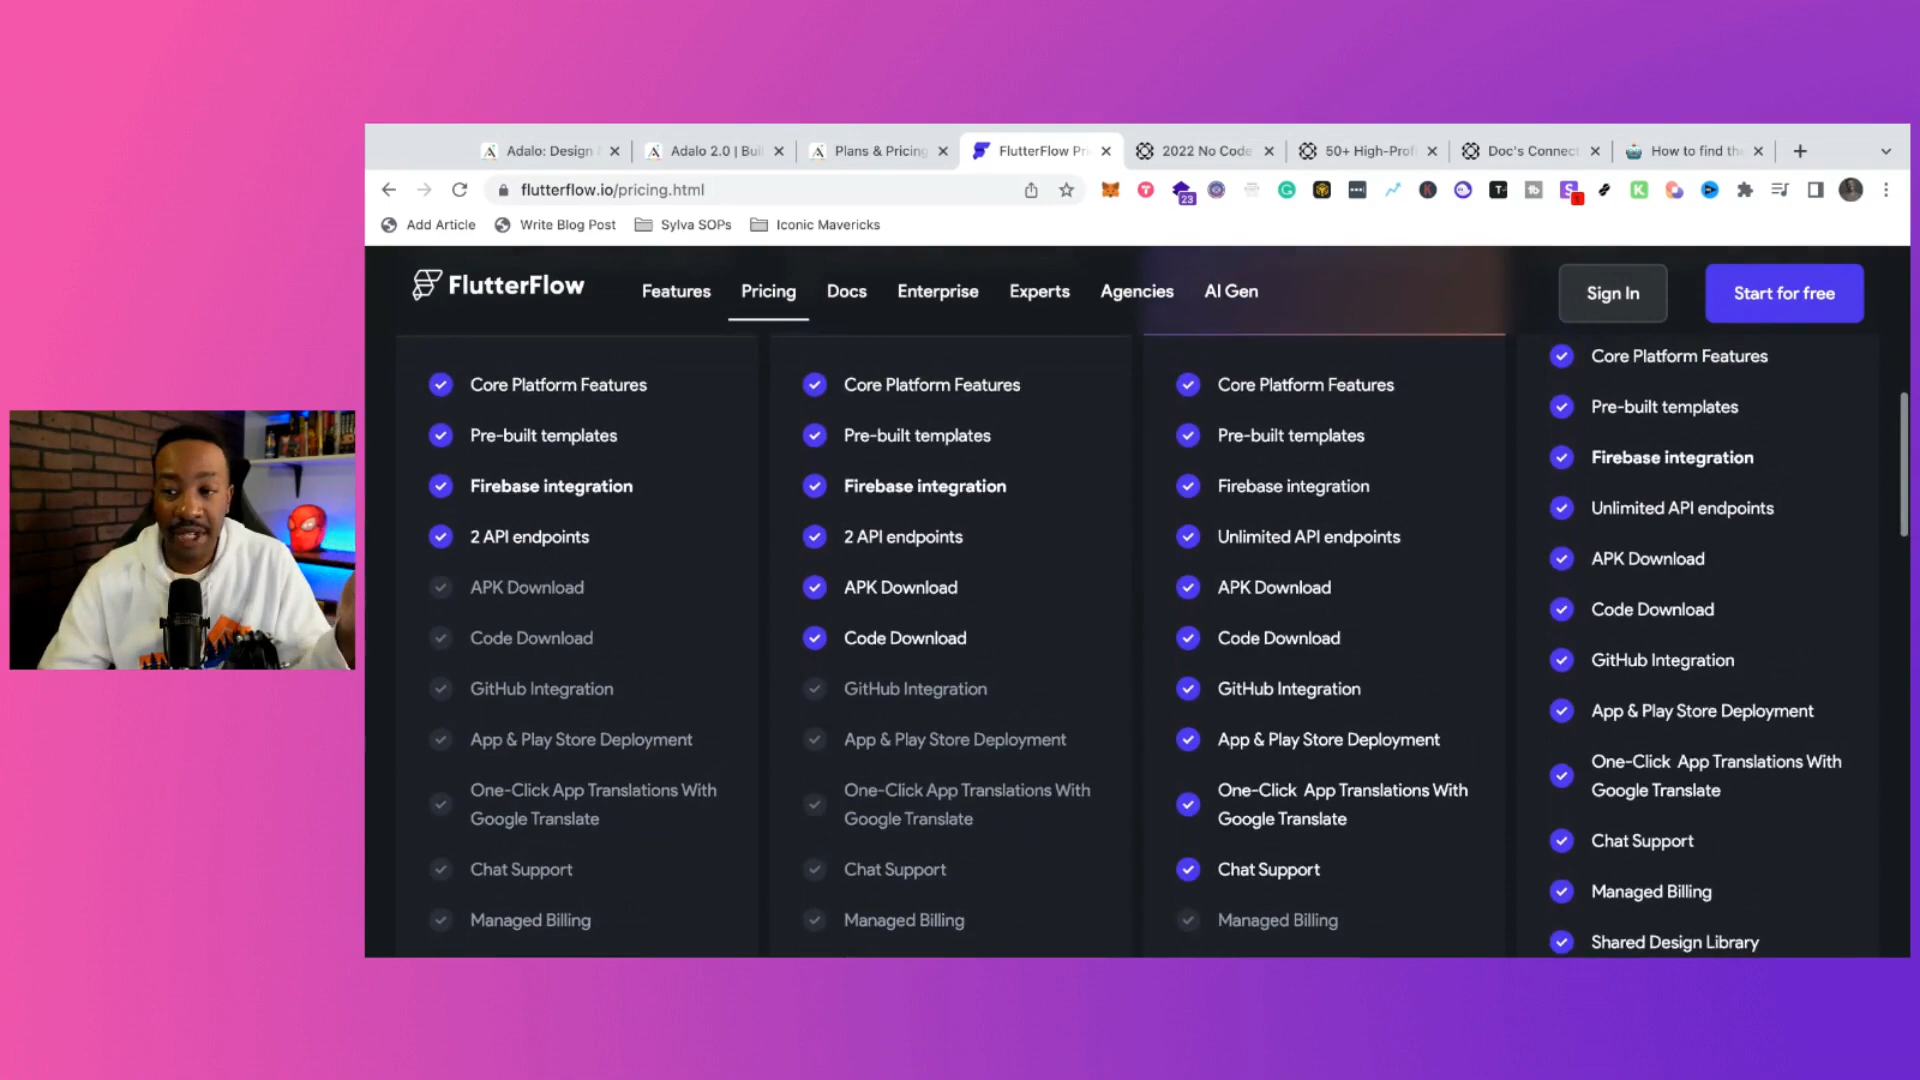 Adalo: Design
Adalo 2.0 | Buil
Plans & Pricing
FlutterFlow Pri
2022 No Code
50+ High-Profi
Doc's Connect
How to find the
flutterflow.io/pricing.html
23
1
Add Article
Write Blog Post
Sylva SOPs
Iconic Mavericks
FlutterFlow
Features
Pricing
Docs
Enterprise
Experts
Agencies
AI Gen
Sign In
Start for free
Core Platform Features
Pre-built templates
Firebase integration
2 API endpoints
APK Download
Code Download
GitHub Integration
App & Play Store Deployment
One-Click App Translations With
Google Translate
Chat Support
Managed Billing
Core Platform Features
Pre-built templates
Firebase integration
2 API endpoints
APK Download
Code Download
GitHub Integration
App & Play Store Deployment
One-Click App Translations With
Google Translate
Chat Support
Managed Billing
Core Platform Features
Pre-built templates
Firebase integration
Unlimited API endpoints
APK Download
Code Download
GitHub Integration
App & Play Store Deployment
One-Click App Translations With
Google Translate
Chat Support
Managed Billing
Core Platform Features
Pre-built templates
Firebase integration
Unlimited API endpoints
APK Download
Code Download
GitHub Integration
App & Play Store Deployment
One-Click App Translations With
Google Translate
Chat Support
Managed Billing
Shared Design Library